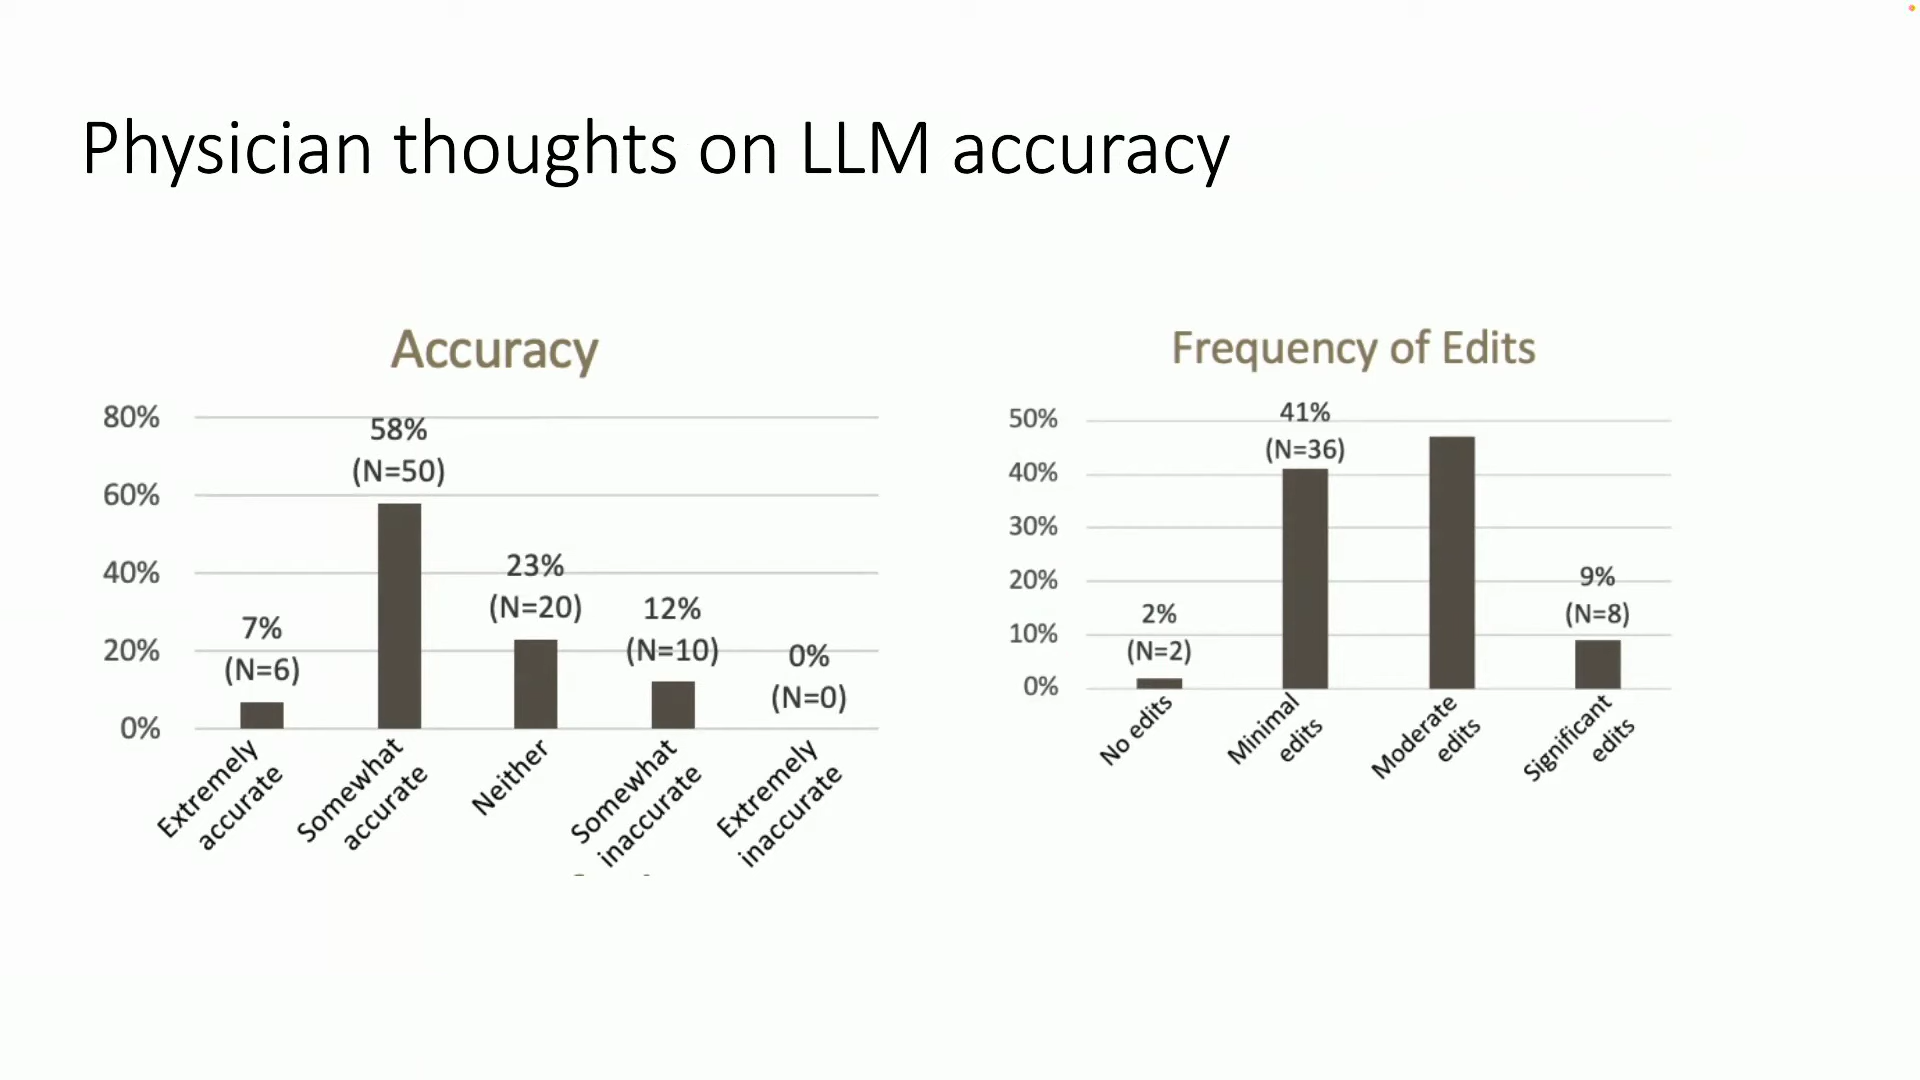 Physician thoughts on LLM accuracy
Accuracy
80%
60%
40%
20%
0%
7%
(N=6)
58%
(N=50)
23%
(N=20)
12%
(N=10)
0%
(N=0)
Extremely
accurate
Somewhat
accurate
Neither
Somewhat
inaccurate
Extremely
inaccurate
Frequency of Edits
50%
40%
30%
20%
10%
0%
2%
(N=2)
41%
(N=36)
9%
(N=8)
No edits
Minimal
edits
Moderate
edits
Significant
edits